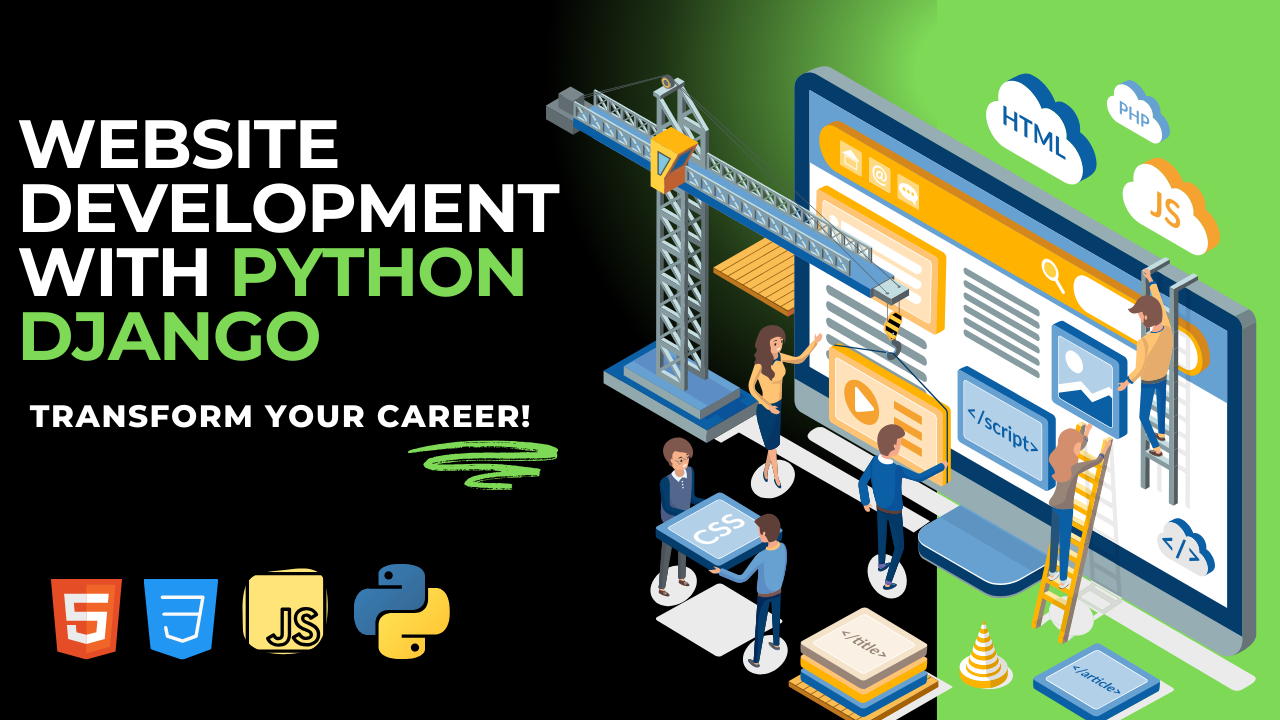 WEBSITE
DEVELOPMENT
WITH PYTHON
DJANGO
TRANSFORM YOUR CAREER!
5
3
JS
HTML
PHP
JS
@
</script>
CSS
</>
</title>
</article>